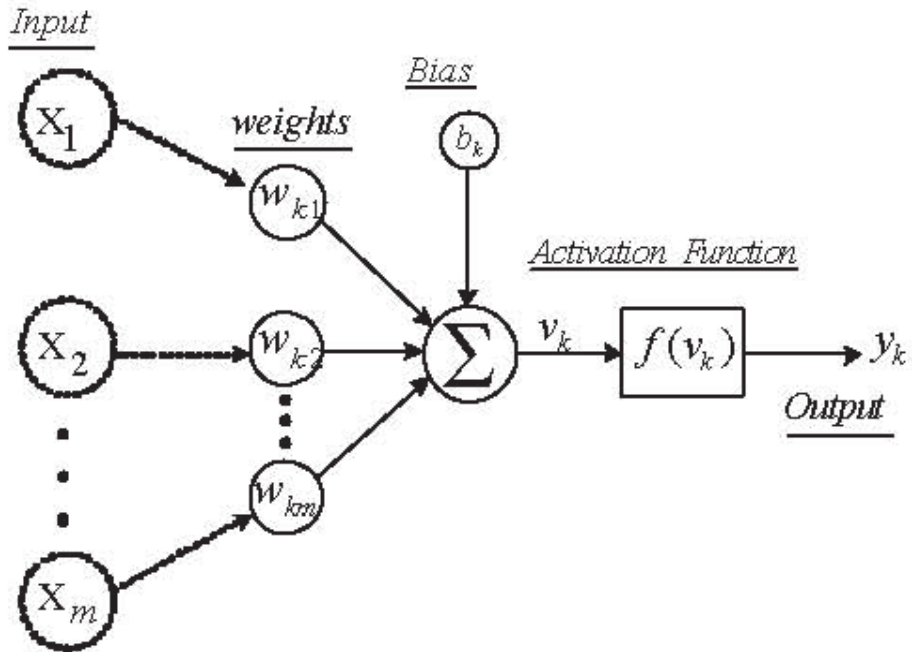 Input
Bias
X1
weights
bk
wk1
Activation Function
X2
wk2
Σ
vk
f(vk)
yk
Output
wkm
Xm